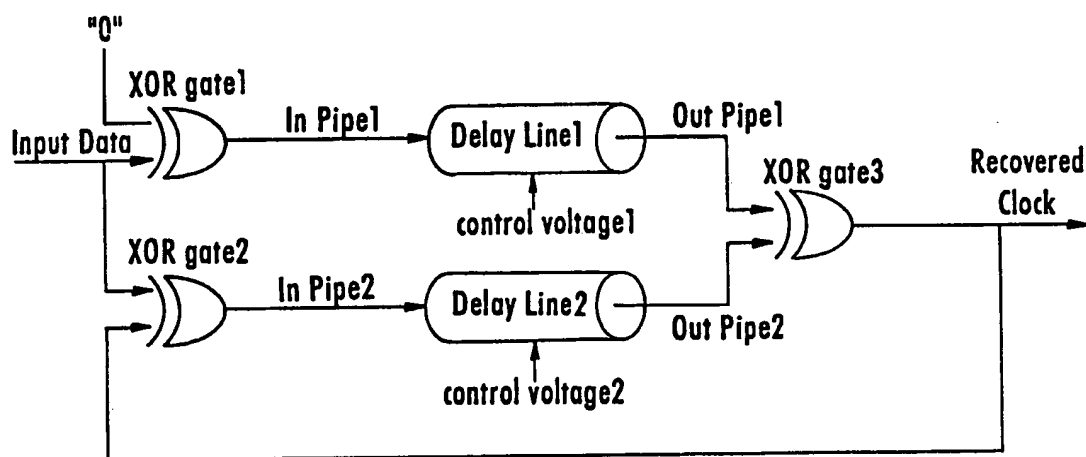 "0"
XOR gate1
Input Data
In Pipe1
Delay Line1
Out Pipe1
control voltage1
XOR gate3
Recovered
Clock
XOR gate2
In Pipe2
Delay Line2
Out Pipe2
control voltage2